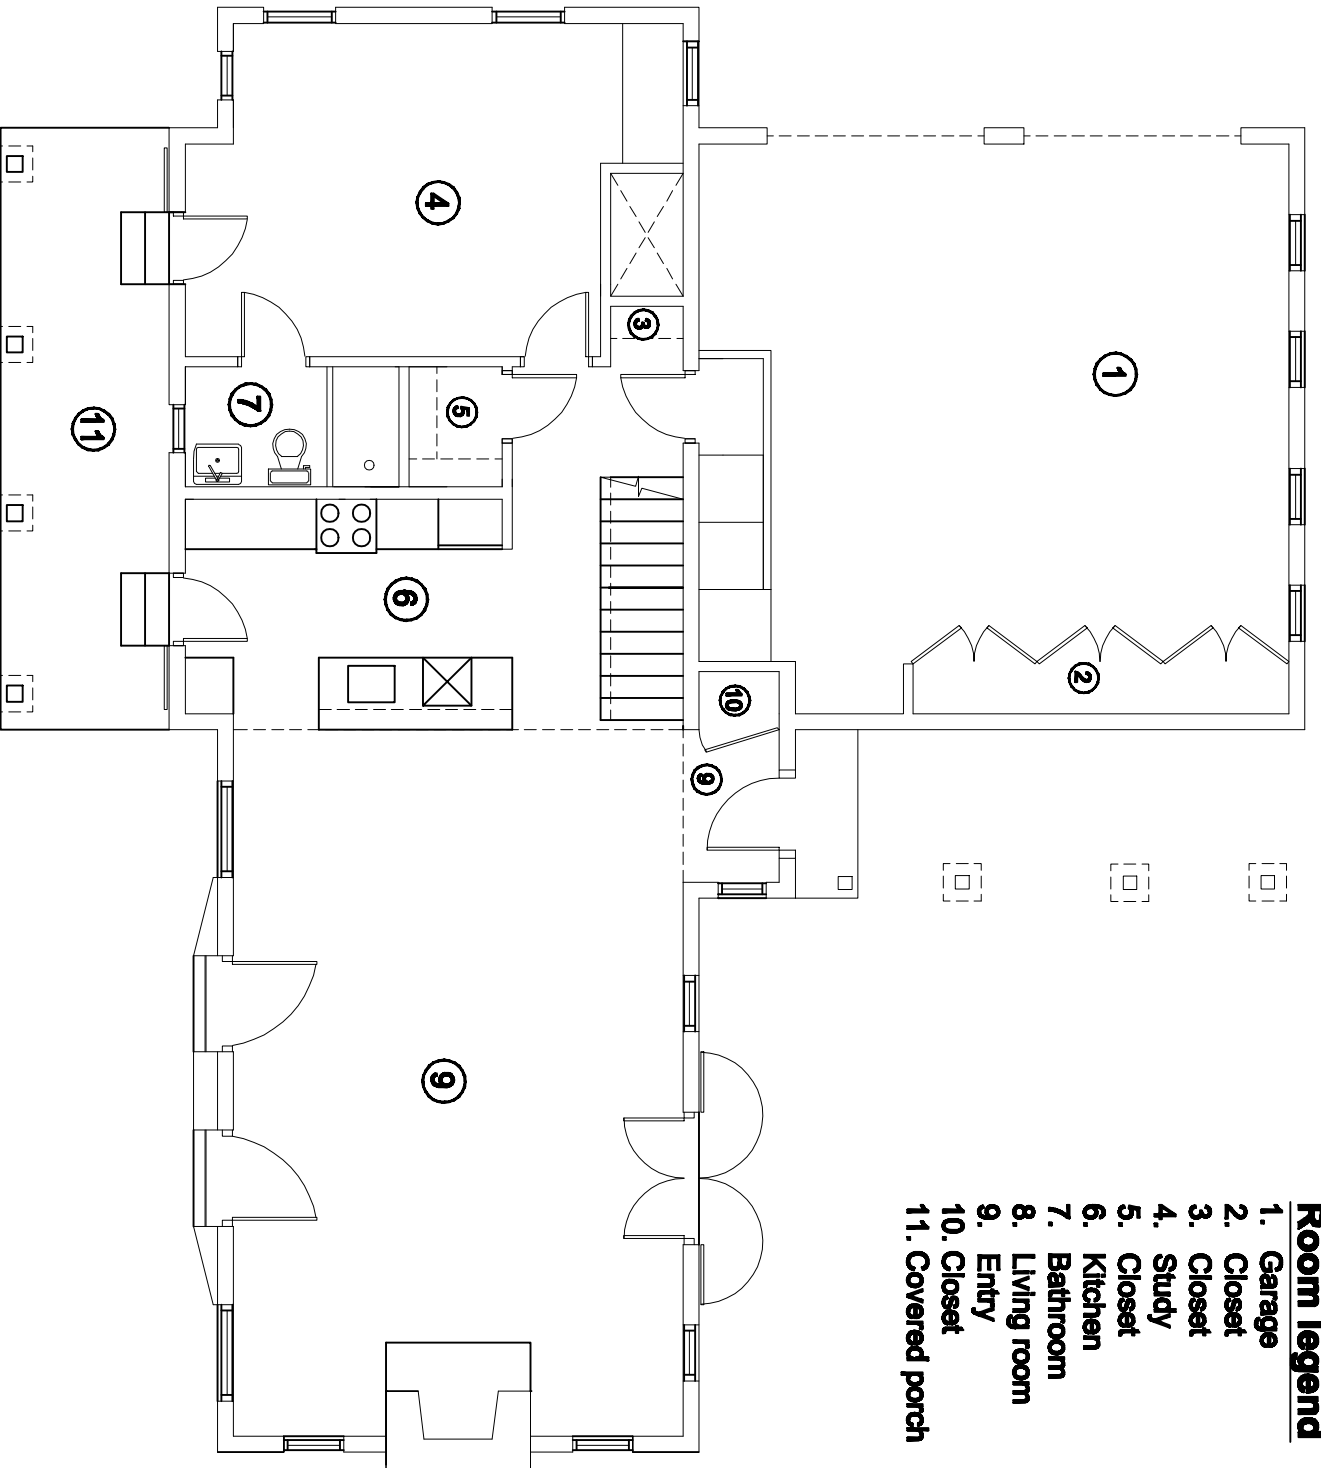 Room legend
1. Garage
2. Closet
3. Closet
4. Study
5. Closet
6. Kitchen
7. Bathroom
8. Living room
9. Entry
10. Closet
11. Covered porch
1
2
3
4
5
6
7
9
9
10
11